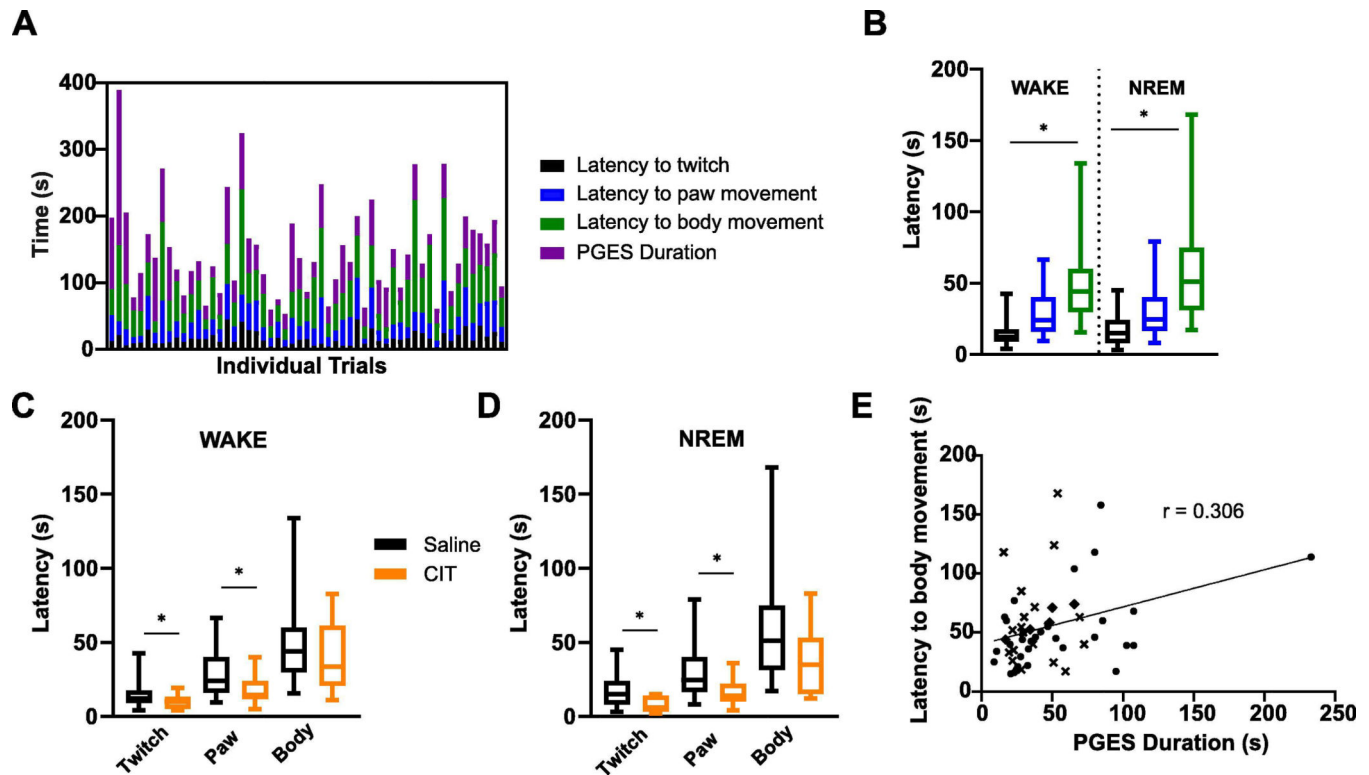 A
Time (s)
400
300
200
100
0
Individual Trials
Latency to twitch
Latency to paw movement
Latency to body movement
PGES Duration
B
Latency (s)
200
150
100
50
0
WAKE
NREM
*
*
C
Latency (s)
200
150
100
50
0
WAKE
*
*
Twitch
Paw
Body
Saline
CIT
D
Latency (s)
200
150
100
50
0
NREM
*
*
Twitch
Paw
Body
E
Latency to body movement (s)
200
150
100
50
0
r = 0.306
0
50
100
150
200
250
PGES Duration (s)